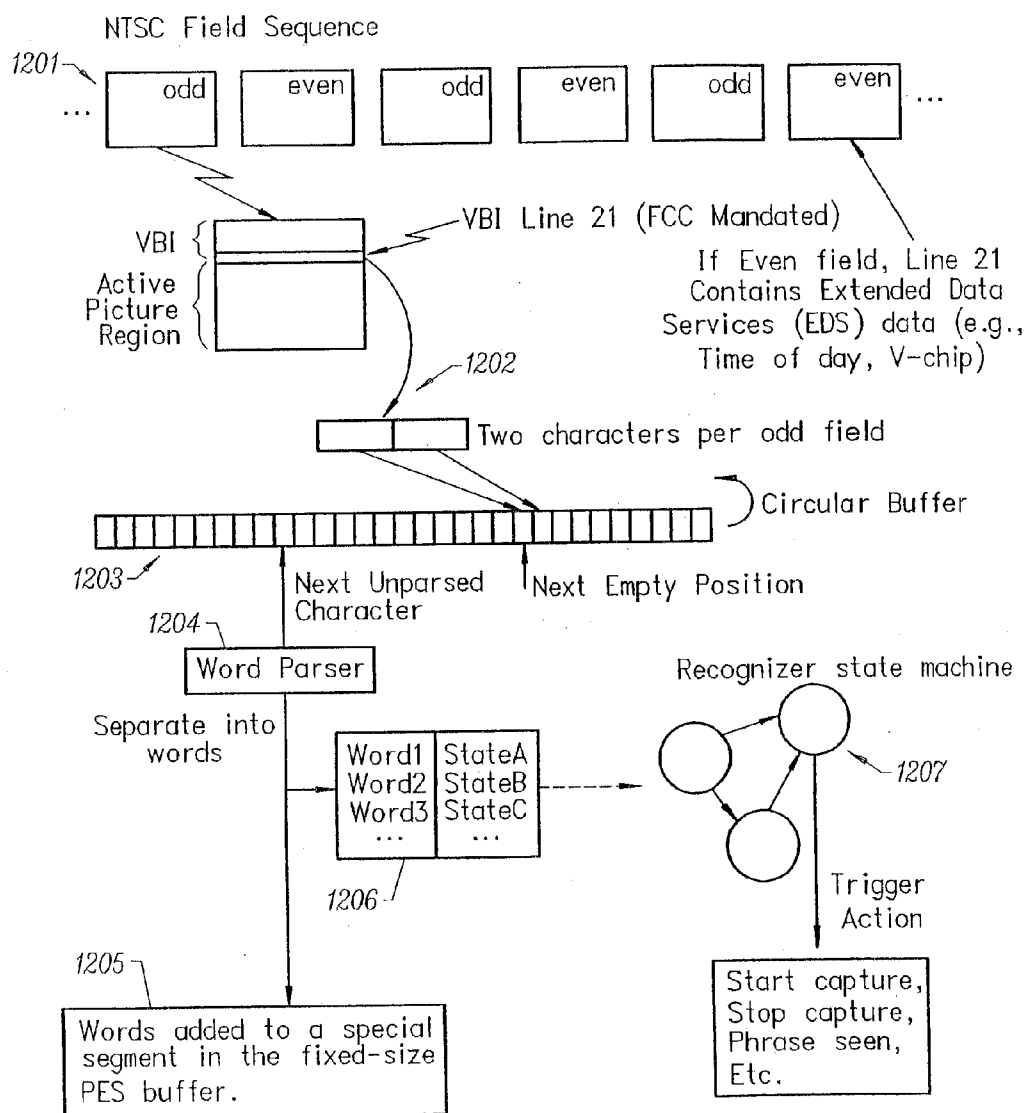 NTSC Field Sequence
1201
... odd even odd even odd even ...
VBI
VBI Line 21 (FCC Mandated)
Active
Picture
Region
If Even field, Line 21
Contains Extended Data
Services (EDS) data (e.g.,
Time of day, V-chip)
1202
Two characters per odd field
Circular Buffer
1203
Next Unparsed
Character
Next Empty Position
1204
Word Parser
Separate into
words
Recognizer state machine
Word1 StateA
Word2 StateB
Word3 StateC
... ...
1206
1207
Trigger
Action
1205
Words added to a special
segment in the fixed-size
PES buffer.
Start capture,
Stop capture,
Phrase seen,
Etc.